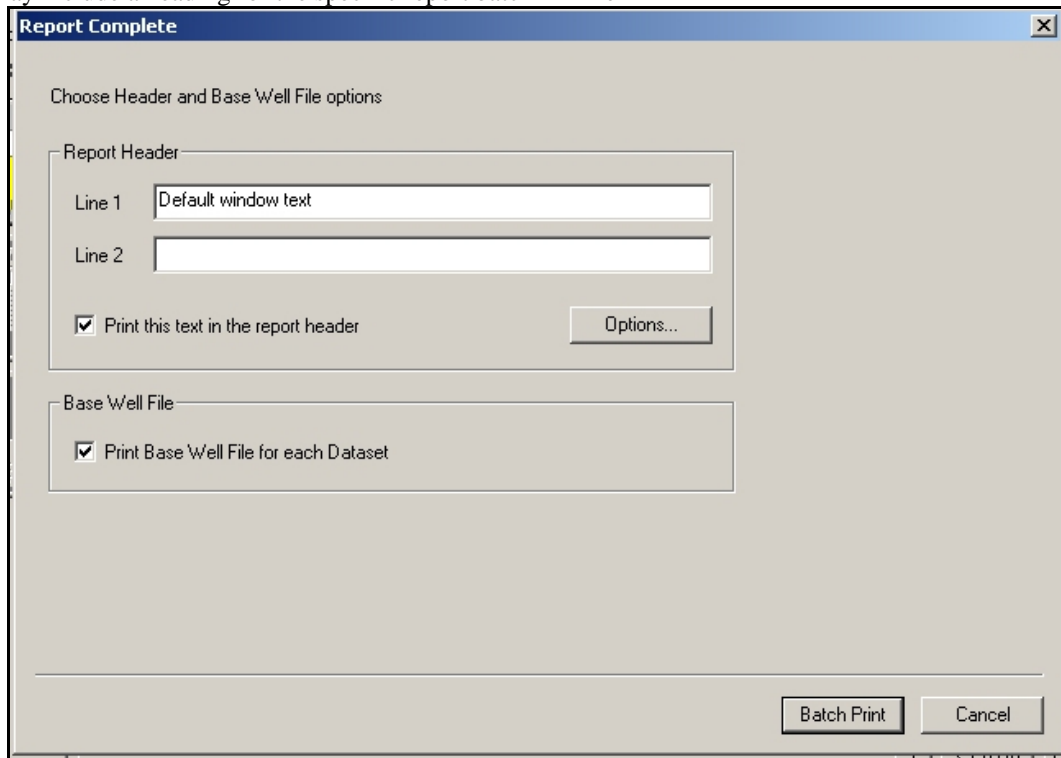 Report Complete
Choose Header and Base Well File options
Report Header
Line 1 Default window text
Line 2
Print this text in the report header Options...
Base Well File
Print Base Well File for each Dataset
Batch Print Cancel